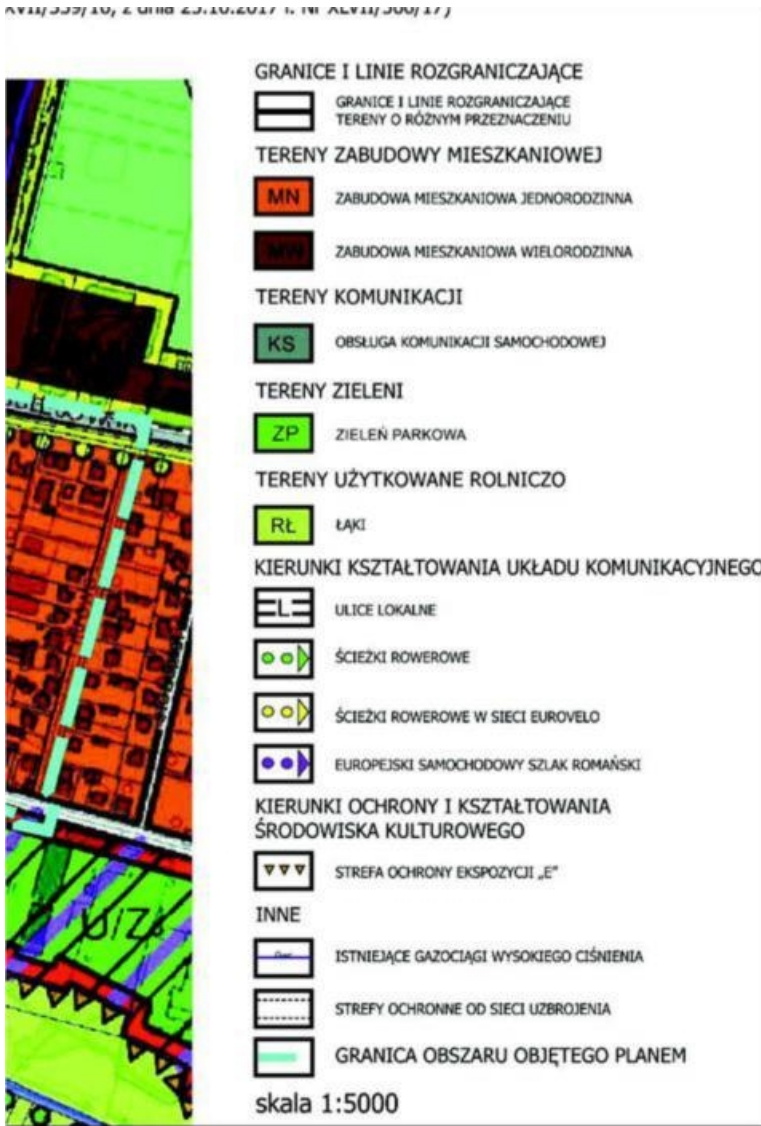 GRANICE I LINIE ROZGRANICZAJĄCE
GRANICE I LINIE ROZGRANICZAJĄCE
TERENY O RÓŻNYM PRZEZNACZENIU
TERENY ZABUDOWY MIESZKANIOWEJ
MN ZABUDOWA MIESZKANIOWA JEDNORODZINNA
MW ZABUDOWA MIESZKANIOWA WIELORODZINNA
TERENY KOMUNIKACJI
KS OBSŁUGA KOMUNIKACJI SAMOCHODOWEJ
TERENY ZIELENI
ZP ZIELEŃ PARKOWA
TERENY UŻYTKOWANE ROLNICZO
RŁ ŁĄKI
KIERUNKI KSZTAŁTOWANIA UKŁADU KOMUNIKACYJNEGO
L ULICE LOKALNE
ŚCIEŻKI ROWEROWE
ŚCIEŻKI ROWEROWE W SIECI EUROVELO
EUROPEJSKI SAMOCHODOWY SZLAK ROMAŃSKI
KIERUNKI OCHRONY I KSZTAŁTOWANIA
ŚRODOWISKA KULTUROWEGO
STREFA OCHRONY EKSPOZYCJI „E"
U/Z
INNE
ISTNIEJĄCE GAZOCIĄGI WYSOKIEGO CIŚNIENIA
STREFY OCHRONNE OD SIECI UZBROJENIA
GRANICA OBSZARU OBJĘTEGO PLANEM
skala 1:5000